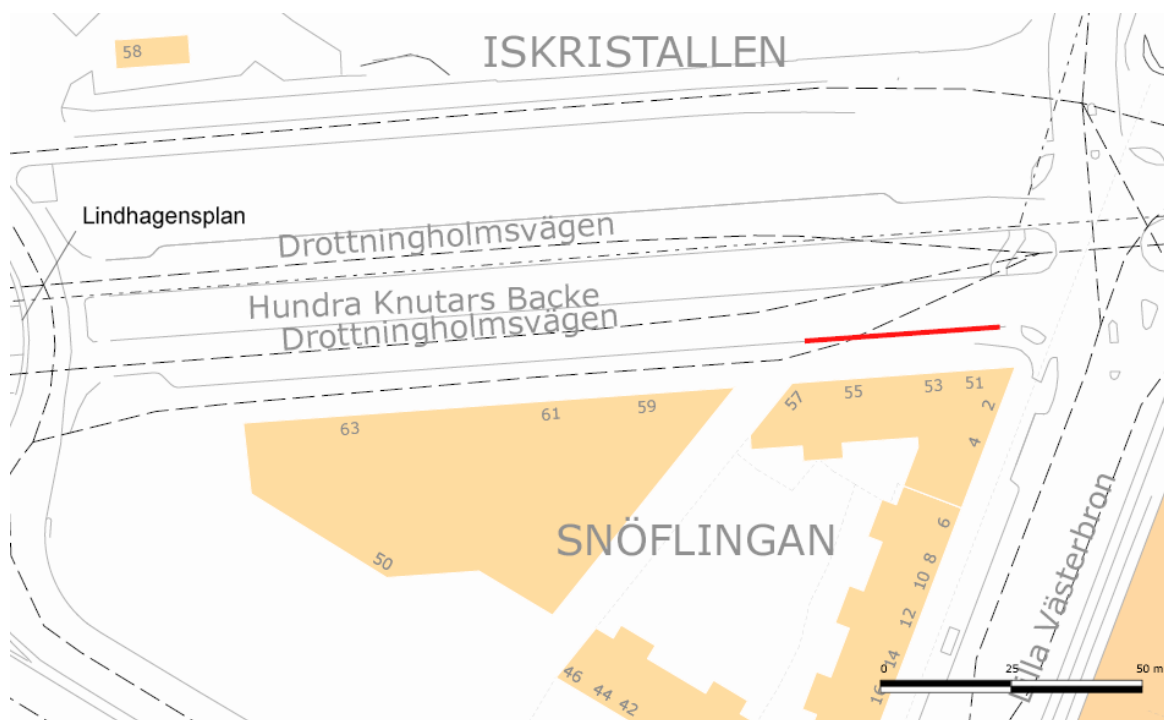 58
ISKRISTALLEN
Lindhagensplan
Drottningholmsvägen
Hundra Knutars Backe
Drottningholmsvägen
63
61
59
57
55
53
51
2
4
50
SNÖFLINGAN
6
8
10
12
14
16
46
44
42
Lilla Västerbron
0
25
50 m